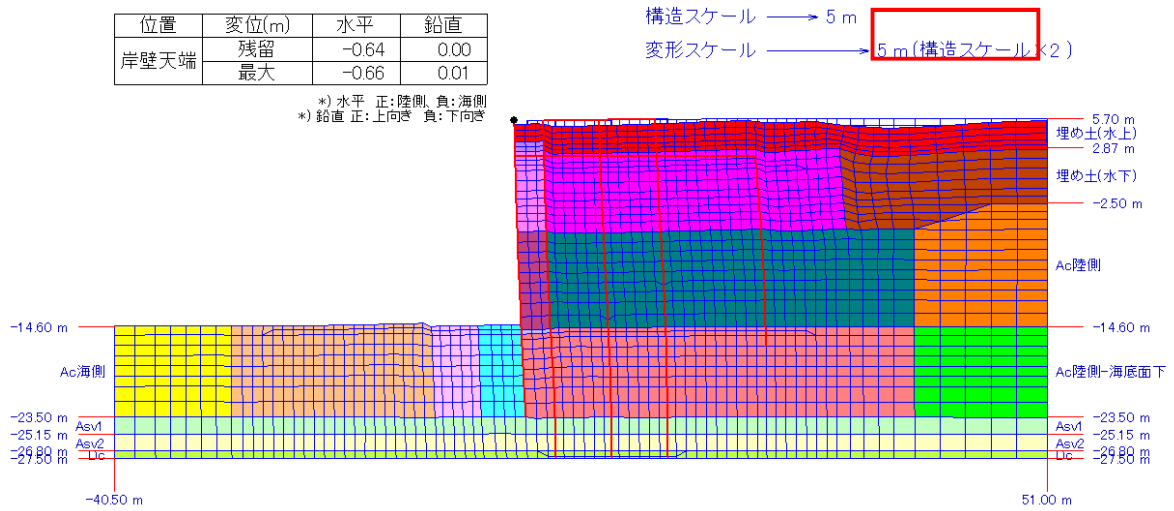 位置 変位(m) 水平 鉛直
岸壁天端 残留 -0.64 0.00
最大 -0.66 0.01
*) 水平 正:陸側、負:海側
*) 鉛直 正:上向き 負:下向き
構造スケール 5 m
変形スケール 5 m (構造スケール×2)
5.70 m
埋め土(水上)
2.87 m
埋め土(水下)
-2.50 m
Ac陸側
-14.60 m
-14.60 m
Ac海側
Ac陸側-海底面下
-23.50 m
-23.50 m
Asv1
Asv1
-25.15 m
-25.15 m
Asv2
Asv2
-26.80 m
-26.80 m
Uc
Uc
-27.50 m
-27.50 m
-40.50 m
51.00 m